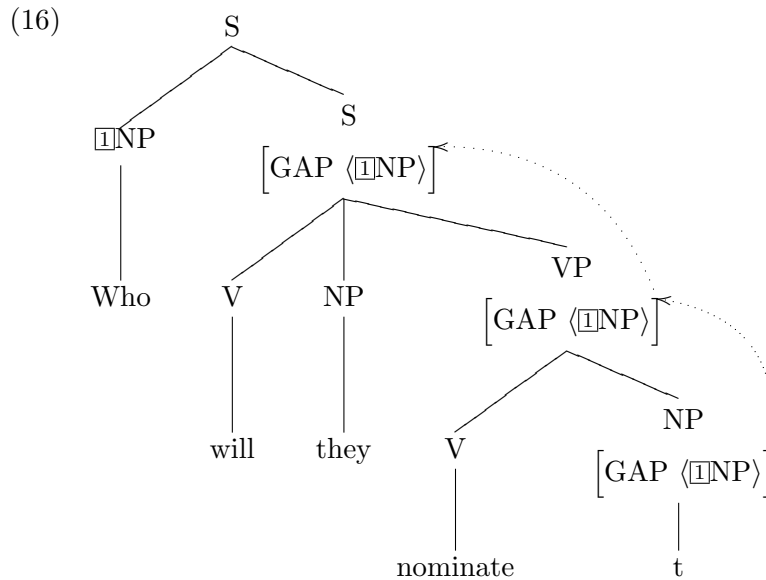 (16)
S
1NP S
[GAP ⟨1NP⟩]
Who V NP VP
[GAP ⟨1NP⟩]
will they V NP
[GAP ⟨1NP⟩]
nominate t